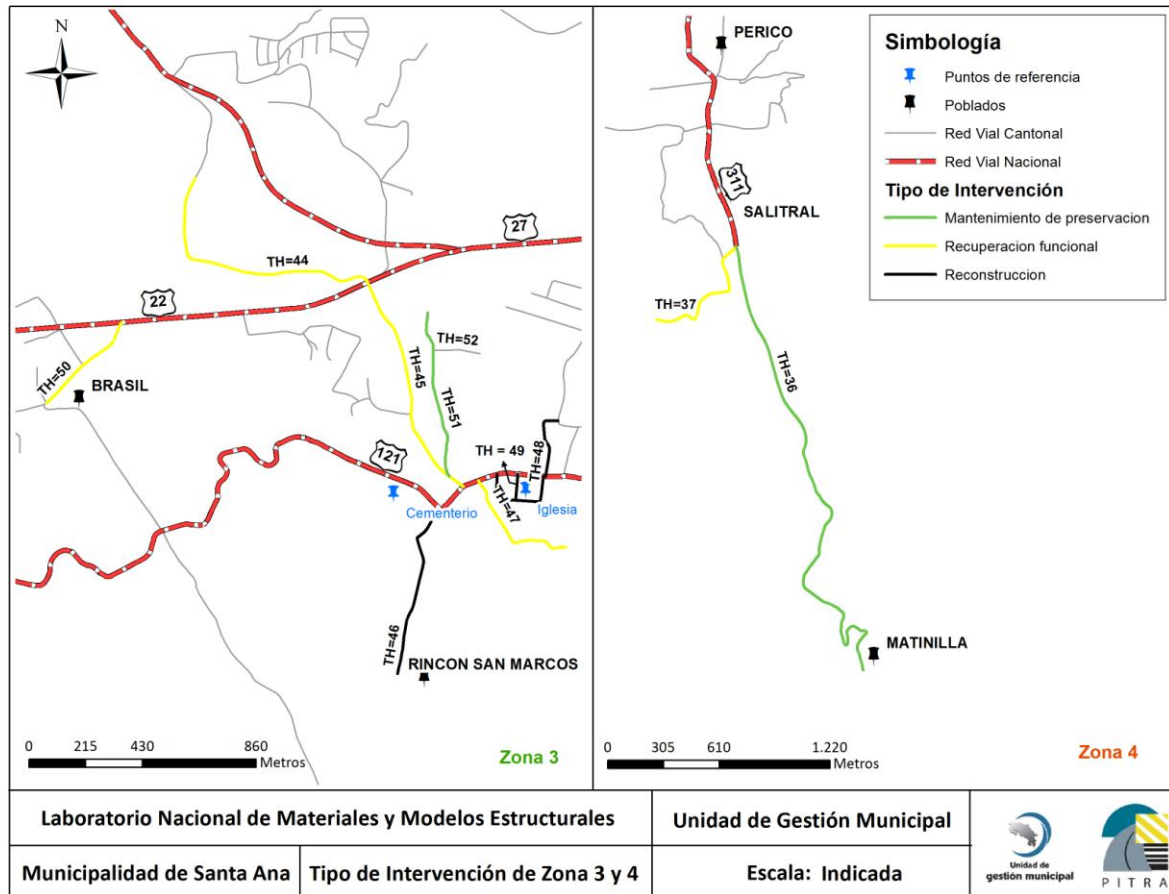 N
27
TH=44
22
TH=52
TH=45
TH=50
BRASIL
TH=51
121
TH = 49
TH=48
TH=47
Cementerio
Iglesia
TH=46
RINCON SAN MARCOS
0 215 430 860
Metros
Zona 3
PERICO
311
SALITRAL
TH=37
TH=36
MATINILLA
0 305 610 1.220
Metros
Zona 4
Simbología
Puntos de referencia
Poblados
Red Vial Cantonal
Red Vial Nacional
Tipo de Intervención
Mantenimiento de preservacion
Recuperacion funcional
Reconstruccion
Laboratorio Nacional de Materiales y Modelos Estructurales
Unidad de Gestión Municipal
Municipalidad de Santa Ana
Tipo de Intervención de Zona 3 y 4
Escala: Indicada
Unidad de
gestión municipal
PITRA